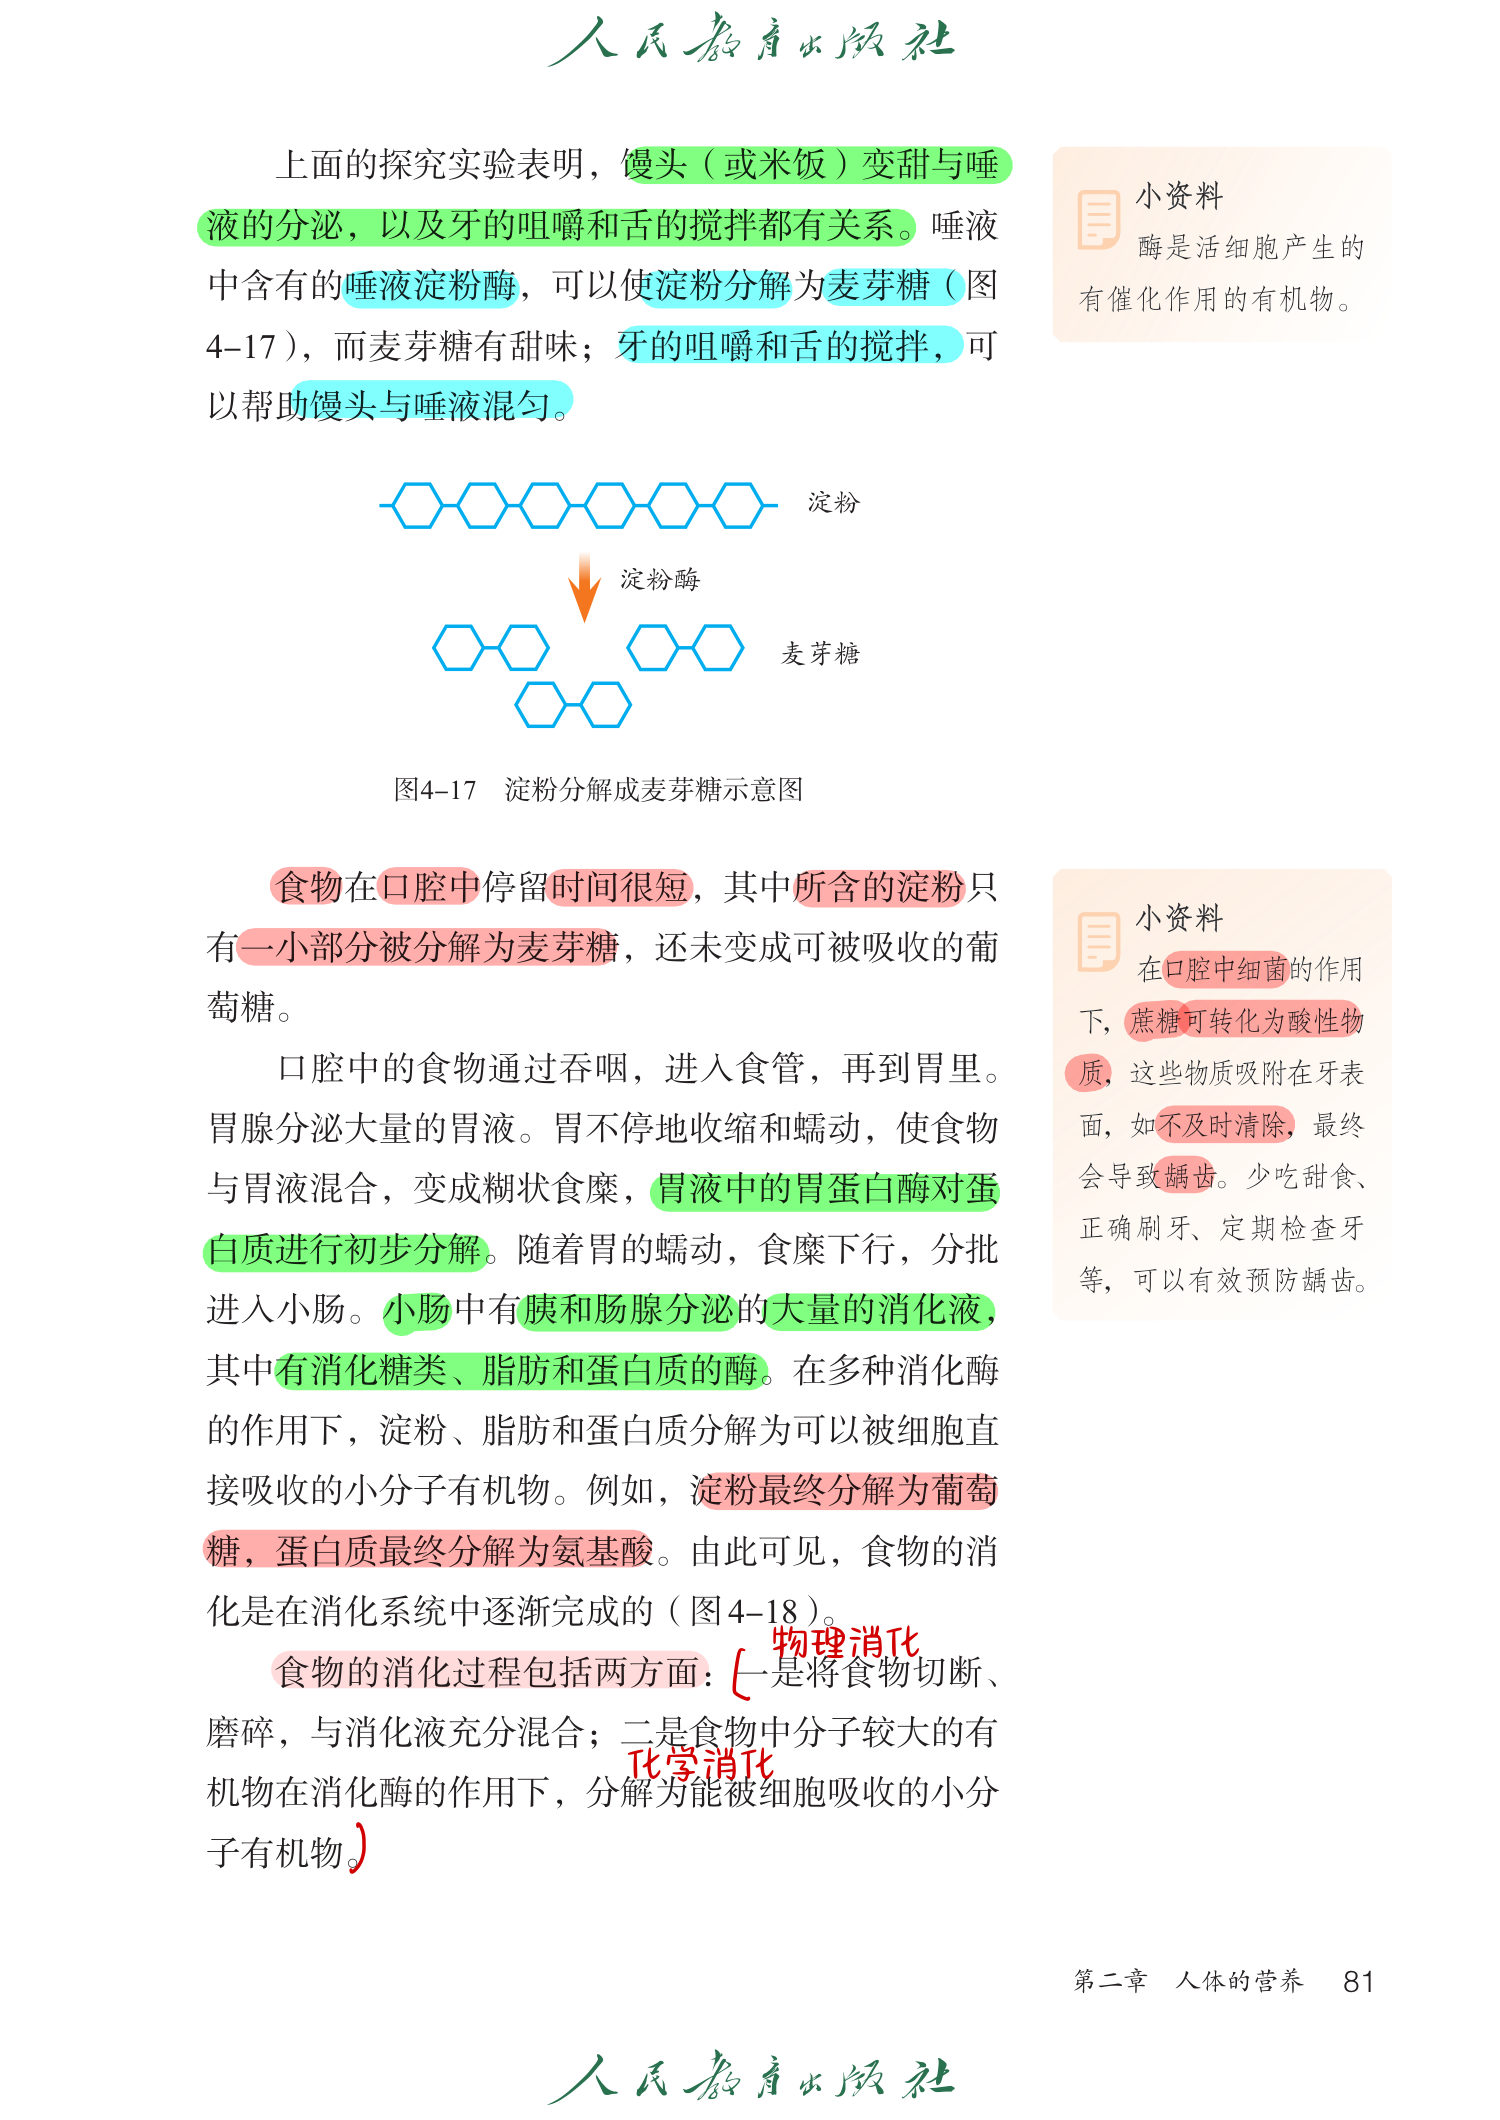 人民教育出版社
上面的探究实验表明，馒头（或米饭）变甜与唾
液的分泌，以及牙的咀嚼和舌的搅拌都有关系。唾液
中含有的唾液淀粉酶，可以使淀粉分解为麦芽糖（图
4-17），而麦芽糖有甜味；牙的咀嚼和舌的搅拌，可
以帮助馒头与唾液混匀。
小资料
酶是活细胞产生的
有催化作用的有机物。
淀粉
淀粉酶
麦芽糖
图4-17 淀粉分解成麦芽糖示意图
食物在口腔中停留时间很短，其中所含的淀粉只
有一小部分被分解为麦芽糖，还未变成可被吸收的葡
萄糖。
口腔中的食物通过吞咽，进入食管，再到胃里。
胃腺分泌大量的胃液。胃不停地收缩和蠕动，使食物
与胃液混合，变成糊状食糜，胃液中的胃蛋白酶对蛋
白质进行初步分解。随着胃的蠕动，食糜下行，分批
进入小肠。小肠中有胰和肠腺分泌的大量的消化液，
其中有消化糖类、脂肪和蛋白质的酶。在多种消化酶
的作用下，淀粉、脂肪和蛋白质分解为可以被细胞直
接吸收的小分子有机物。例如，淀粉最终分解为葡萄
糖，蛋白质最终分解为氨基酸。由此可见，食物的消
化是在消化系统中逐渐完成的（图4-18）。
物理消化
食物的消化过程包括两方面：一是将食物切断、
磨碎，与消化液充分混合；二是食物中分子较大的有
化学消化
机物在消化酶的作用下，分解为能被细胞吸收的小分
子有机物。
小资料
在口腔中细菌的作用
下，蔗糖可转化为酸性物
质，这些物质吸附在牙表
面，如不及时清除，最终
会导致龋齿。少吃甜食、
正确刷牙、定期检查牙
等，可以有效预防龋齿。
第二章 人体的营养 81
人民教育出版社